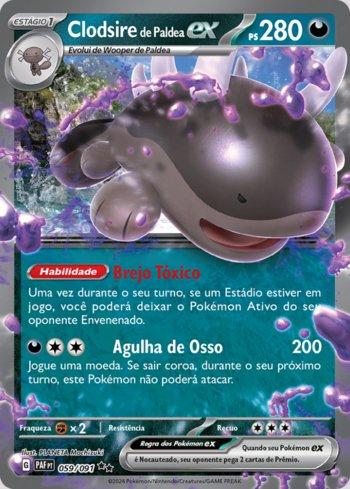 ESTÁGIO 1
Clodsire de Paldea ex PS 280
Evolui de Wooper de Paldea
Habilidade Brejo Tóxico
Uma vez durante o seu turno, se um Estádio estiver em
jogo, você poderá deixar o Pokémon Ativo do seu
oponente Envenenado.
Agulha de Osso 200
Jogue uma moeda. Se sair coroa, durante o seu próximo
turno, este Pokémon não poderá atacar.
Fraqueza ×2 Resistência Recuo
Ilust. PLANETA Mochizuki
Regra dos Pokémon ex
Quando seu Pokémon ex
é Nocauteado, seu oponente pega 2 cartas de Prêmio.
G PAF PT 059/091
©2024 Pokémon/Nintendo/Creatures/GAME FREAK